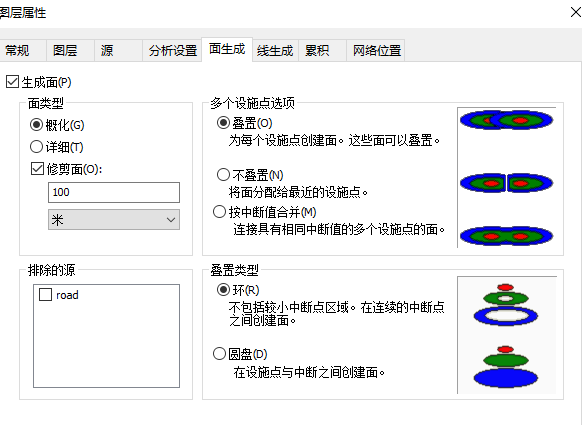 图层属性
常规 图层 源 分析设置 面生成 线生成 累积 网络位置
生成面(P)
面类型
概化(G)
详细(T)
修剪面(O):
100
米
多个设施点选项
叠置(O)
为每个设施点创建面。这些面可以叠置。
不叠置(N)
将面分配给最近的设施点。
按中断值合并(M)
连接具有相同中断值的多个设施点的面。
排除的源
road
叠置类型
环(R)
不包括较小中断点区域。在连续的中断点
之间创建面。
圆盘(D)
在设施点与中断之间创建面。